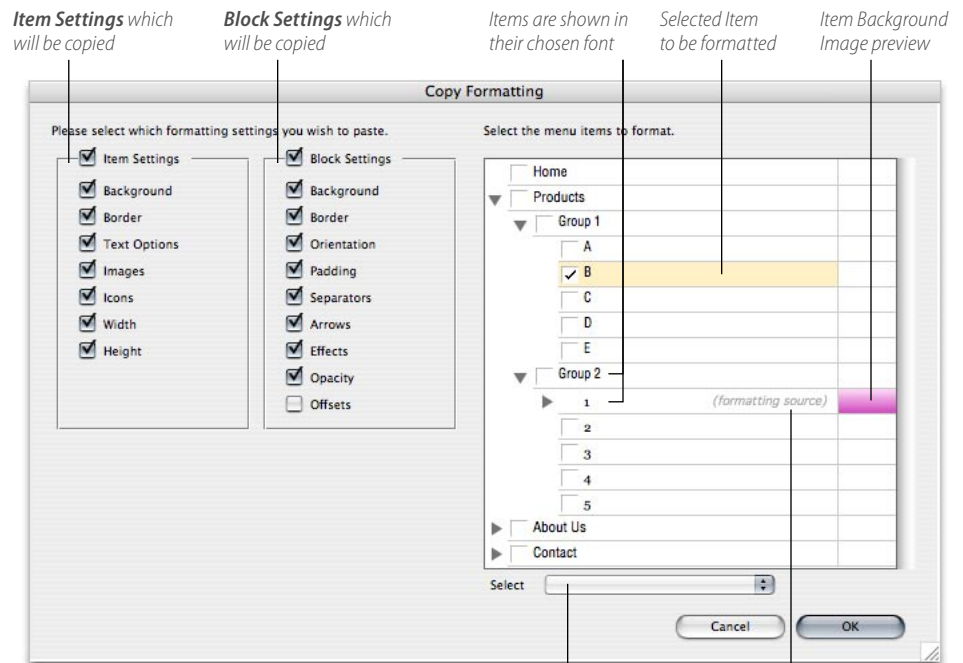 Item Settings which
will be copied
Block Settings which
will be copied
Items are shown in
their chosen font
Selected Item
to be formatted
Item Background
Image preview
Copy Formatting
Please select which formatting settings you wish to paste.
Item Settings
Background
Border
Text Options
Images
Icons
Width
Height
Block Settings
Background
Border
Orientation
Padding
Separators
Arrows
Effects
Opacity
Offsets
Select the menu items to format.
Home
Products
Group 1
A
B
C
D
E
Group 2
1 (formatting source)
2
3
4
5
About Us
Contact
Select
Cancel
OK